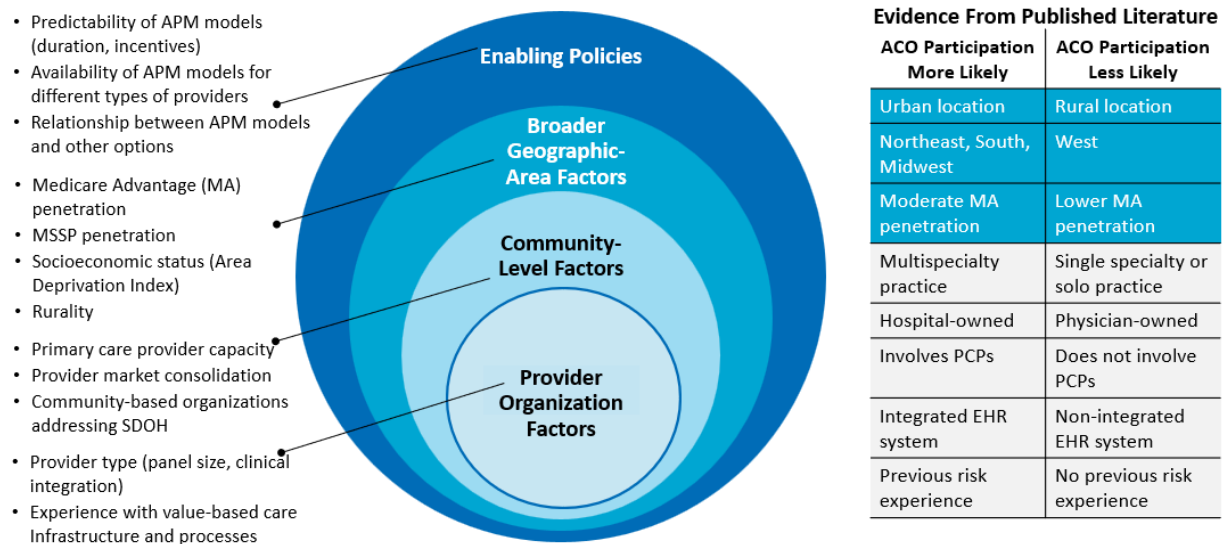 • Predictability of APM models
(duration, incentives)
• Availability of APM models for
different types of providers
• Relationship between APM models
and other options
• Medicare Advantage (MA)
penetration
• MSSP penetration
• Socioeconomic status (Area
Deprivation Index)
• Rurality
• Primary care provider capacity
• Provider market consolidation
• Community-based organizations
addressing SDOH
• Provider type (panel size, clinical
integration)
• Experience with value-based care
Infrastructure and processes
Enabling Policies
Broader
Geographic-
Area Factors
Community-
Level Factors
Provider
Organization
Factors
Evidence From Published Literature
ACO Participation
More Likely
ACO Participation
Less Likely
Urban location
Rural location
Northeast, South,
Midwest
West
Moderate MA
penetration
Lower MA
penetration
Multispecialty
practice
Single specialty or
solo practice
Hospital-owned
Physician-owned
Involves PCPs
Does not involve
PCPs
Integrated EHR
system
Non-integrated
EHR system
Previous risk
experience
No previous risk
experience